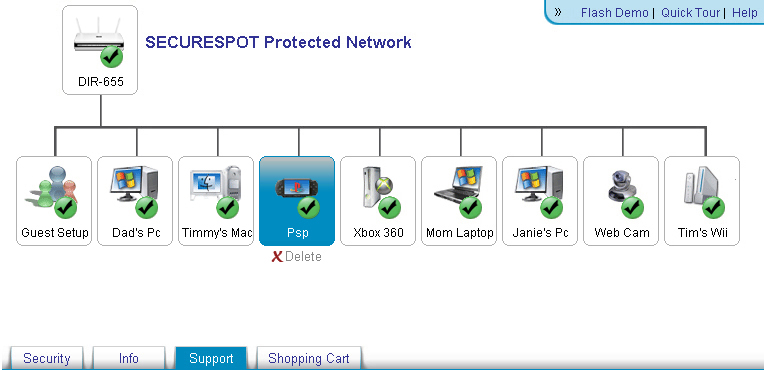 » Flash Demo | Quick Tour | Help
SECURESPOT Protected Network
DIR-655
Guest Setup Dad's Pc Timmy's Mac Psp Xbox 360 Mom Laptop Janie's Pc Web Cam Tim's Wii
X Delete
Security Info Support Shopping Cart